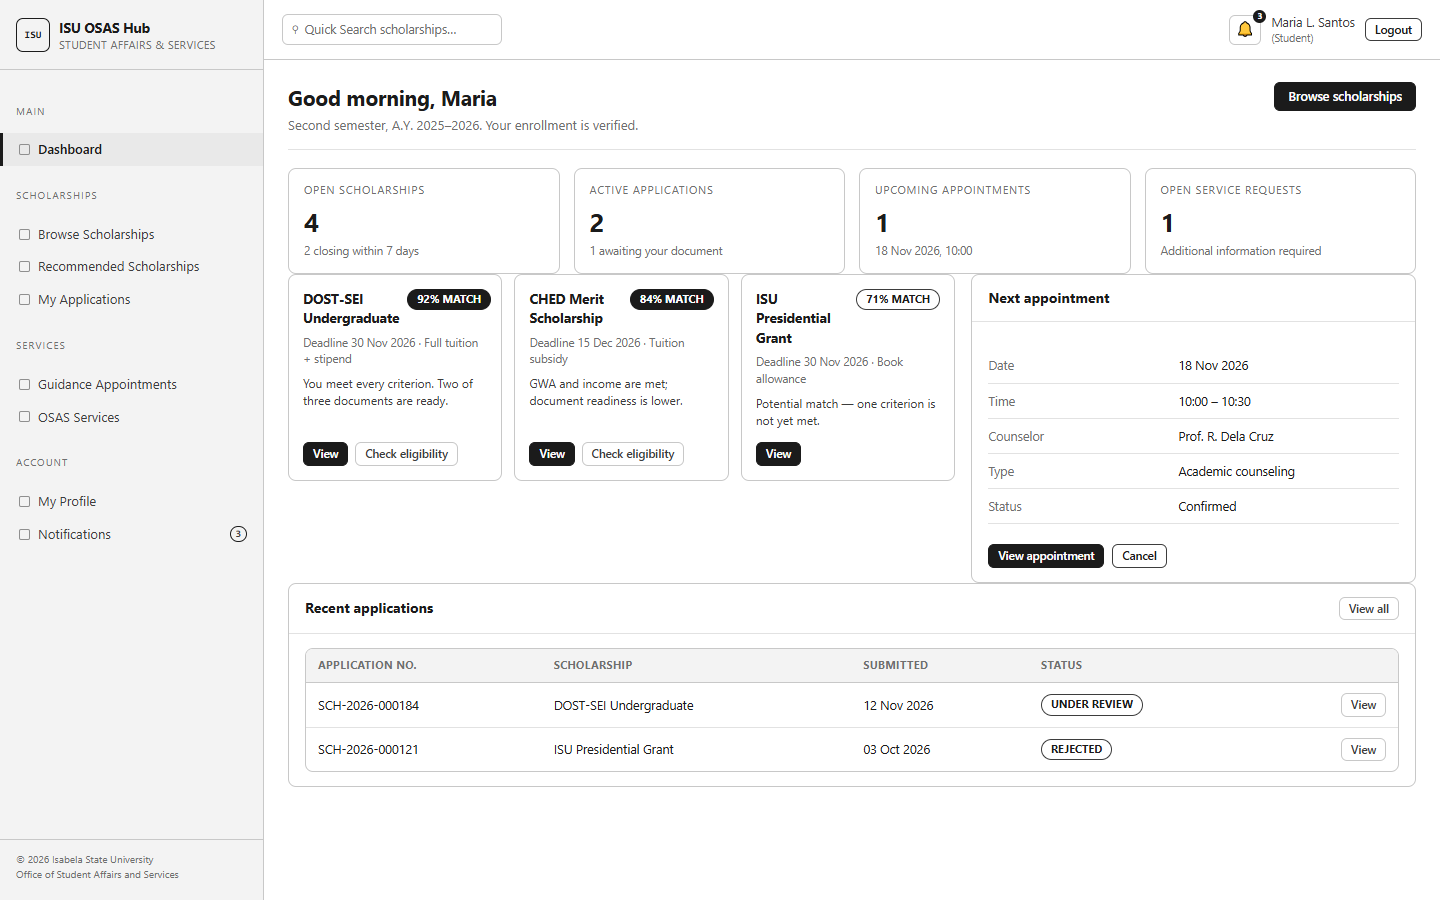 ISU
ISU OSAS Hub
STUDENT AFFAIRS & SERVICES
MAIN
Dashboard
SCHOLARSHIPS
Browse Scholarships
Recommended Scholarships
My Applications
SERVICES
Guidance Appointments
OSAS Services
ACCOUNT
My Profile
Notifications 3
© 2026 Isabela State University
Office of Student Affairs and Services
Quick Search scholarships...
3
Maria L. Santos
(Student)
Logout
Good morning, Maria
Second semester, A.Y. 2025–2026. Your enrollment is verified.
Browse scholarships
OPEN SCHOLARSHIPS
4
2 closing within 7 days
ACTIVE APPLICATIONS
2
1 awaiting your document
UPCOMING APPOINTMENTS
1
18 Nov 2026, 10:00
OPEN SERVICE REQUESTS
1
Additional information required
DOST-SEI
Undergraduate
92% MATCH
Deadline 30 Nov 2026 · Full tuition
+ stipend
You meet every criterion. Two of
three documents are ready.
View Check eligibility
CHED Merit
Scholarship
84% MATCH
Deadline 15 Dec 2026 · Tuition
subsidy
GWA and income are met;
document readiness is lower.
View Check eligibility
ISU
Presidential
Grant
71% MATCH
Deadline 30 Nov 2026 · Book
allowance
Potential match — one criterion is
not yet met.
View
Next appointment
Date 18 Nov 2026
Time 10:00 – 10:30
Counselor Prof. R. Dela Cruz
Type Academic counseling
Status Confirmed
View appointment Cancel
Recent applications View all
APPLICATION NO. SCHOLARSHIP SUBMITTED STATUS
SCH-2026-000184 DOST-SEI Undergraduate 12 Nov 2026 UNDER REVIEW View
SCH-2026-000121 ISU Presidential Grant 03 Oct 2026 REJECTED View